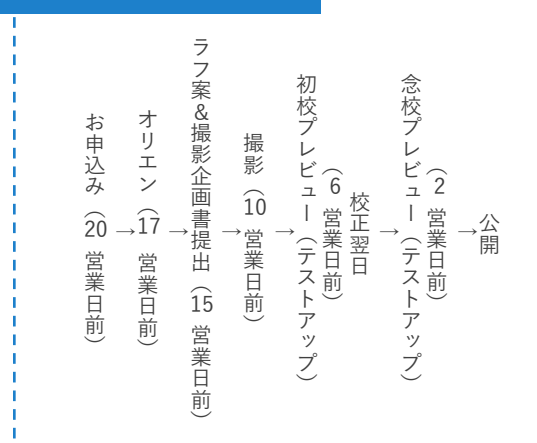 お申込み（20 営業日前）
→
オリエン（17 営業日前）
→
ラフ案＆撮影企画書提出（15 営業日前）
→
撮影（10 営業日前）
→
初校プレビュー（テストアップ）
（6 営業日前）
校正翌日
→
念校プレビュー（テストアップ）
（2 営業日前）
→
公開